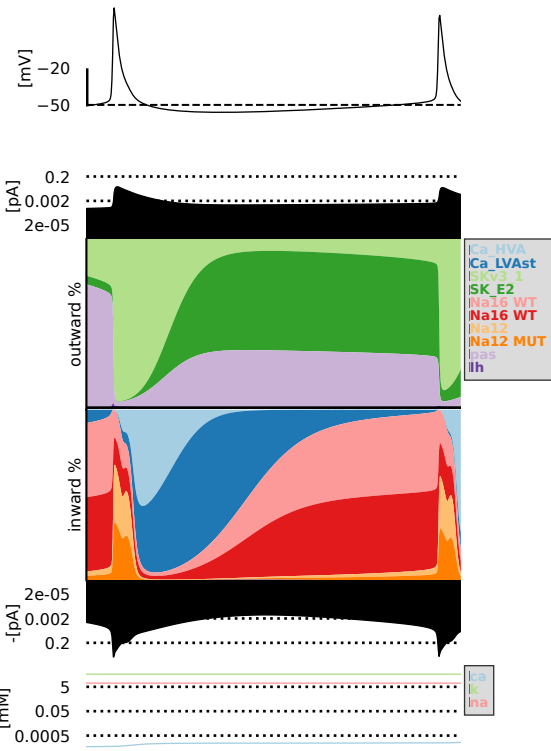 [mV]
−20
−50
[pA]
0.2
0.002
2e-05
outward %
Ca_HVA
Ca_LVAst
SKv3_1
SK_E2
Na16 WT
Na16 WT
Na12
Na12 MUT
pas
Ih
inward %
-[pA]
2e-05
0.002
0.2
[mM]
5
0.05
0.0005
ca
k
na